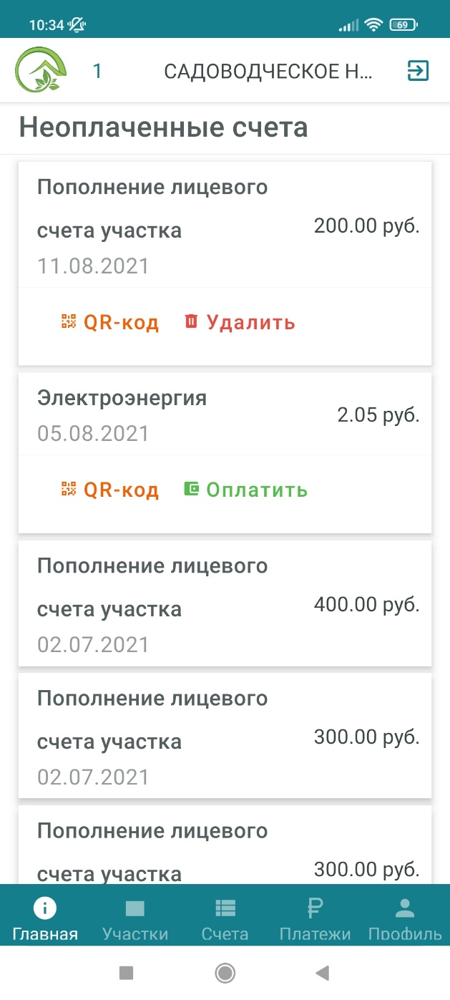 10:34
69
1
САДОВОДЧЕСКОЕ Н...
Неоплаченные счета
Пополнение лицевого
счета участка
200.00 руб.
11.08.2021
QR-код
Удалить
Электроэнергия
2.05 руб.
05.08.2021
QR-код
Оплатить
Пополнение лицевого
счета участка
400.00 руб.
02.07.2021
Пополнение лицевого
счета участка
300.00 руб.
02.07.2021
Пополнение лицевого
счета участка
300.00 руб.
Главная
Участки
Счета
Платежи
Профиль